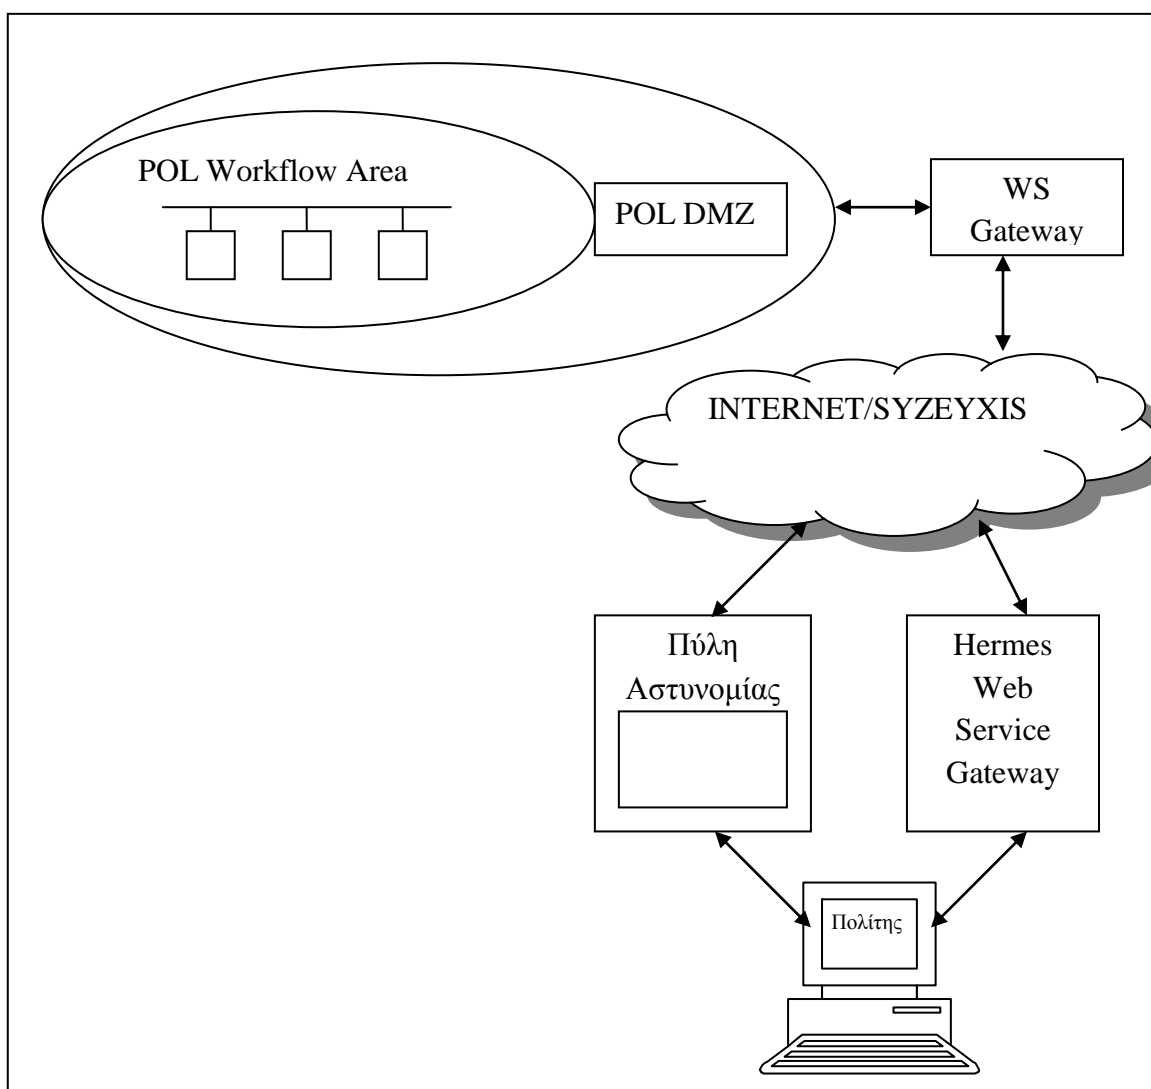 POL Workflow Area
POL DMZ
WS
Gateway
INTERNET/SYZEYXIS
Πύλη
Αστυνομίας
Hermes
Web
Service
Gateway
Πολίτης